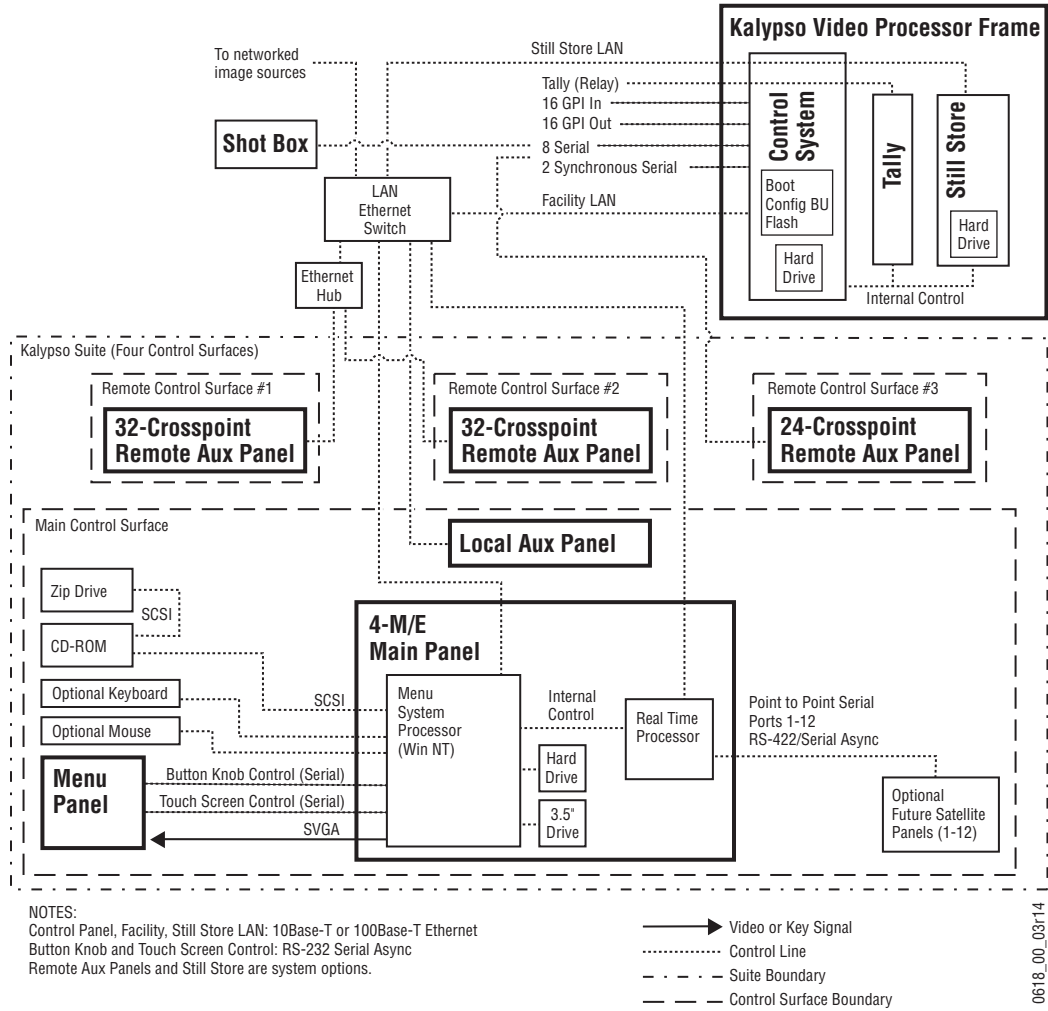 Kalypso Video Processor Frame
To networked
image sources
Still Store LAN
Tally (Relay)
16 GPI In
16 GPI Out
8 Serial
2 Synchronous Serial
Shot Box
Control
System
Tally
Still Store
Boot
Config BU
Flash
Hard
Drive
Hard
Drive
Internal Control
LAN
Ethernet
Switch
Facility LAN
Ethernet
Hub
Kalypso Suite (Four Control Surfaces)
Remote Control Surface #1
32-Crosspoint
Remote Aux Panel
Remote Control Surface #2
32-Crosspoint
Remote Aux Panel
Remote Control Surface #3
24-Crosspoint
Remote Aux Panel
Main Control Surface
Local Aux Panel
Zip Drive
SCSI
CD-ROM
Optional Keyboard
Optional Mouse
SCSI
Menu
Panel
Button Knob Control (Serial)
Touch Screen Control (Serial)
SVGA
4-M/E
Main Panel
Menu
System
Processor
(Win NT)
Internal
Control
Hard
Drive
3.5"
Drive
Real Time
Processor
Point to Point Serial
Ports 1-12
RS-422/Serial Async
Optional
Future Satellite
Panels (1-12)
NOTES:
Control Panel, Facility, Still Store LAN: 10Base-T or 100Base-T Ethernet
Button Knob and Touch Screen Control: RS-232 Serial Async
Remote Aux Panels and Still Store are system options.
Video or Key Signal
Control Line
Suite Boundary
Control Surface Boundary
0618_00_03r14